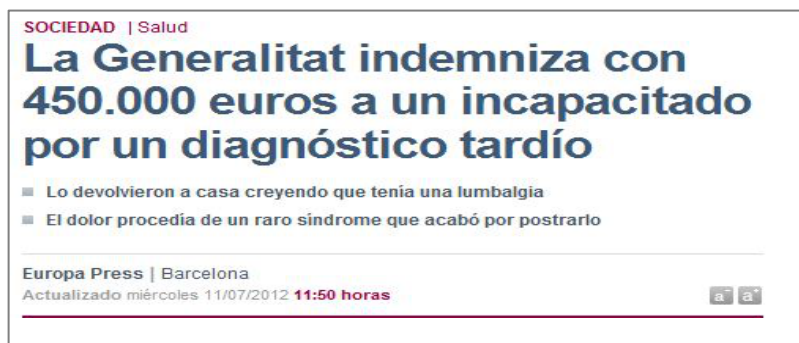 SOCIEDAD | Salud
La Generalitat indemniza con
450.000 euros a un incapacitado
por un diagnóstico tardío
Lo devolvieron a casa creyendo que tenía una lumbalgia
El dolor procedía de un raro síndrome que acabó por postrarlo
Europa Press | Barcelona
Actualizado miércoles 11/07/2012 11:50 horas
a- a+